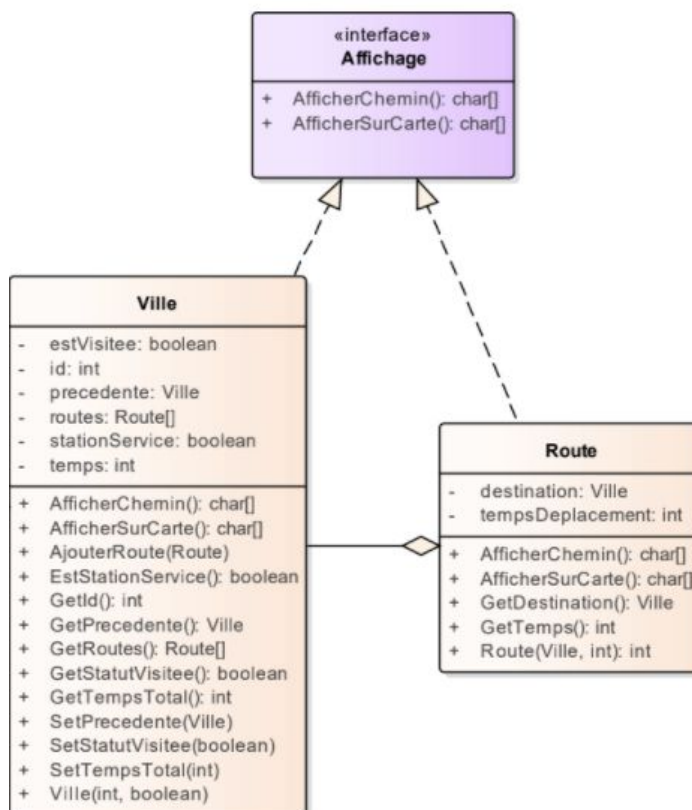 «interface»
Affichage
+ AfficherChemin(): char[]
+ AfficherSurCarte(): char[]
Ville
- estVisitee: boolean
- id: int
- precedente: Ville
- routes: Route[]
- stationService: boolean
- temps: int
+ AfficherChemin(): char[]
+ AfficherSurCarte(): char[]
+ AjouterRoute(Route)
+ EstStationService(): boolean
+ GetId(): int
+ GetPrecedente(): Ville
+ GetRoutes(): Route[]
+ GetStatutVisitee(): boolean
+ GetTempsTotal(): int
+ SetPrecedente(Ville)
+ SetStatutVisitee(boolean)
+ SetTempsTotal(int)
+ Ville(int, boolean)
Route
- destination: Ville
- tempsDeplacement: int
+ AfficherChemin(): char[]
+ AfficherSurCarte(): char[]
+ GetDestination(): Ville
+ GetTemps(): int
+ Route(Ville, int): int